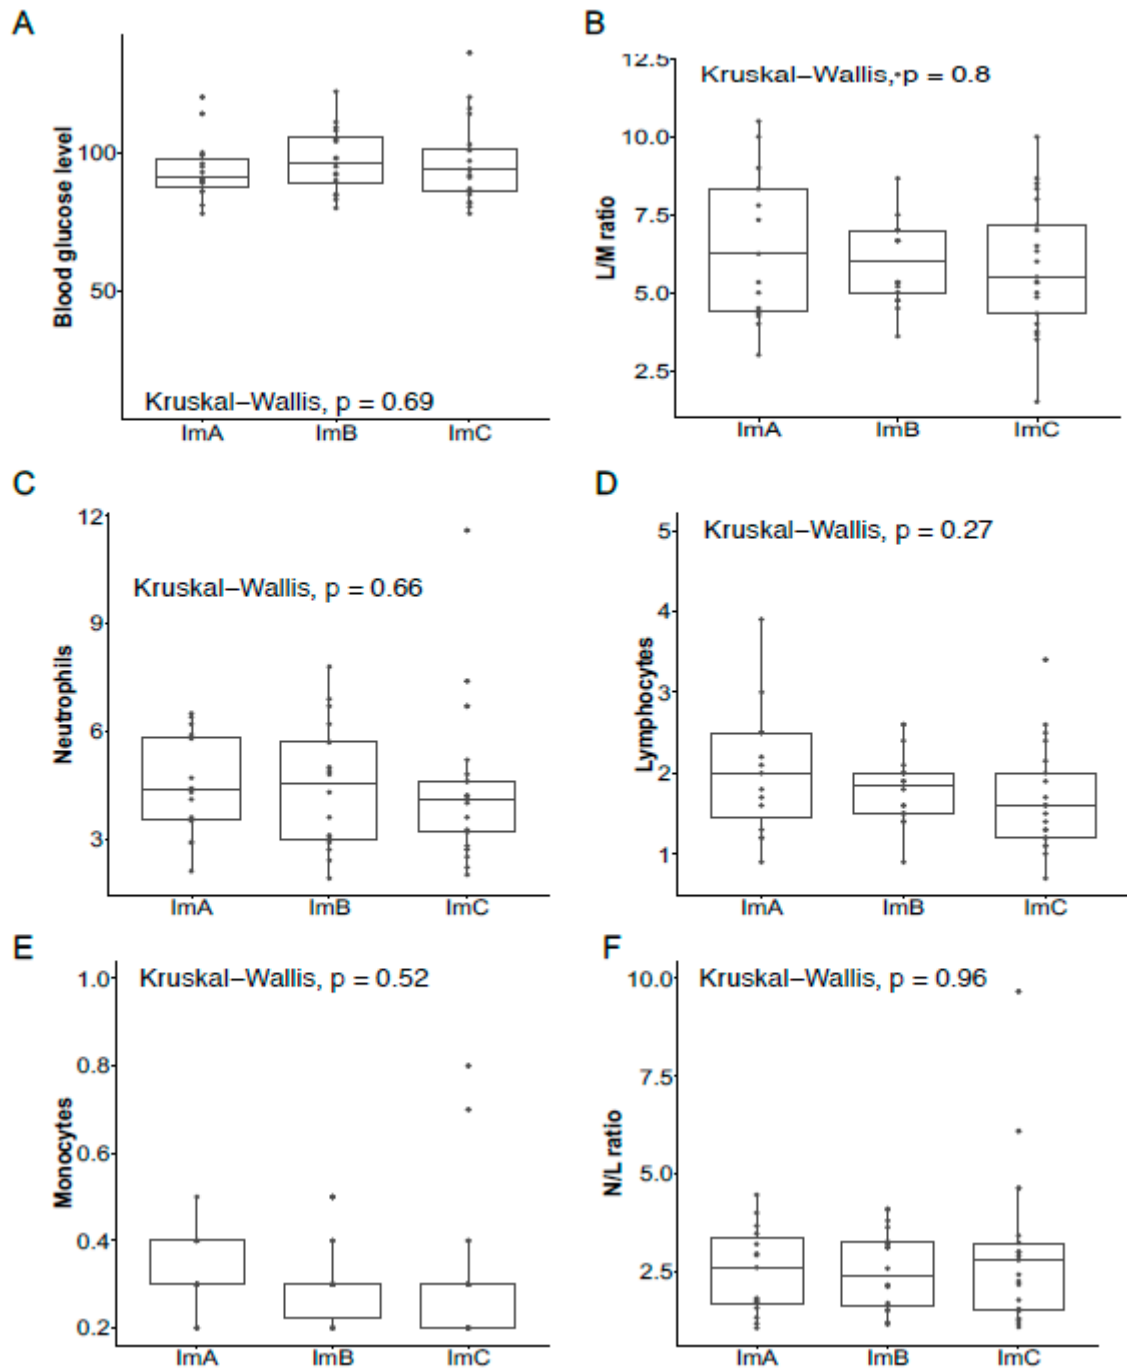 A
Blood glucose level
100
50
Kruskal–Wallis, p = 0.69
ImA ImB ImC
B
L/M ratio
12.5
10.0
7.5
5.0
2.5
Kruskal–Wallis, p = 0.8
ImA ImB ImC
C
Neutrophils
12
9
6
3
Kruskal–Wallis, p = 0.66
ImA ImB ImC
D
Lymphocytes
5
4
3
2
1
Kruskal–Wallis, p = 0.27
ImA ImB ImC
E
Monocytes
1.0
0.8
0.6
0.4
0.2
Kruskal–Wallis, p = 0.52
ImA ImB ImC
F
N/L ratio
10.0
7.5
5.0
2.5
Kruskal–Wallis, p = 0.96
ImA ImB ImC